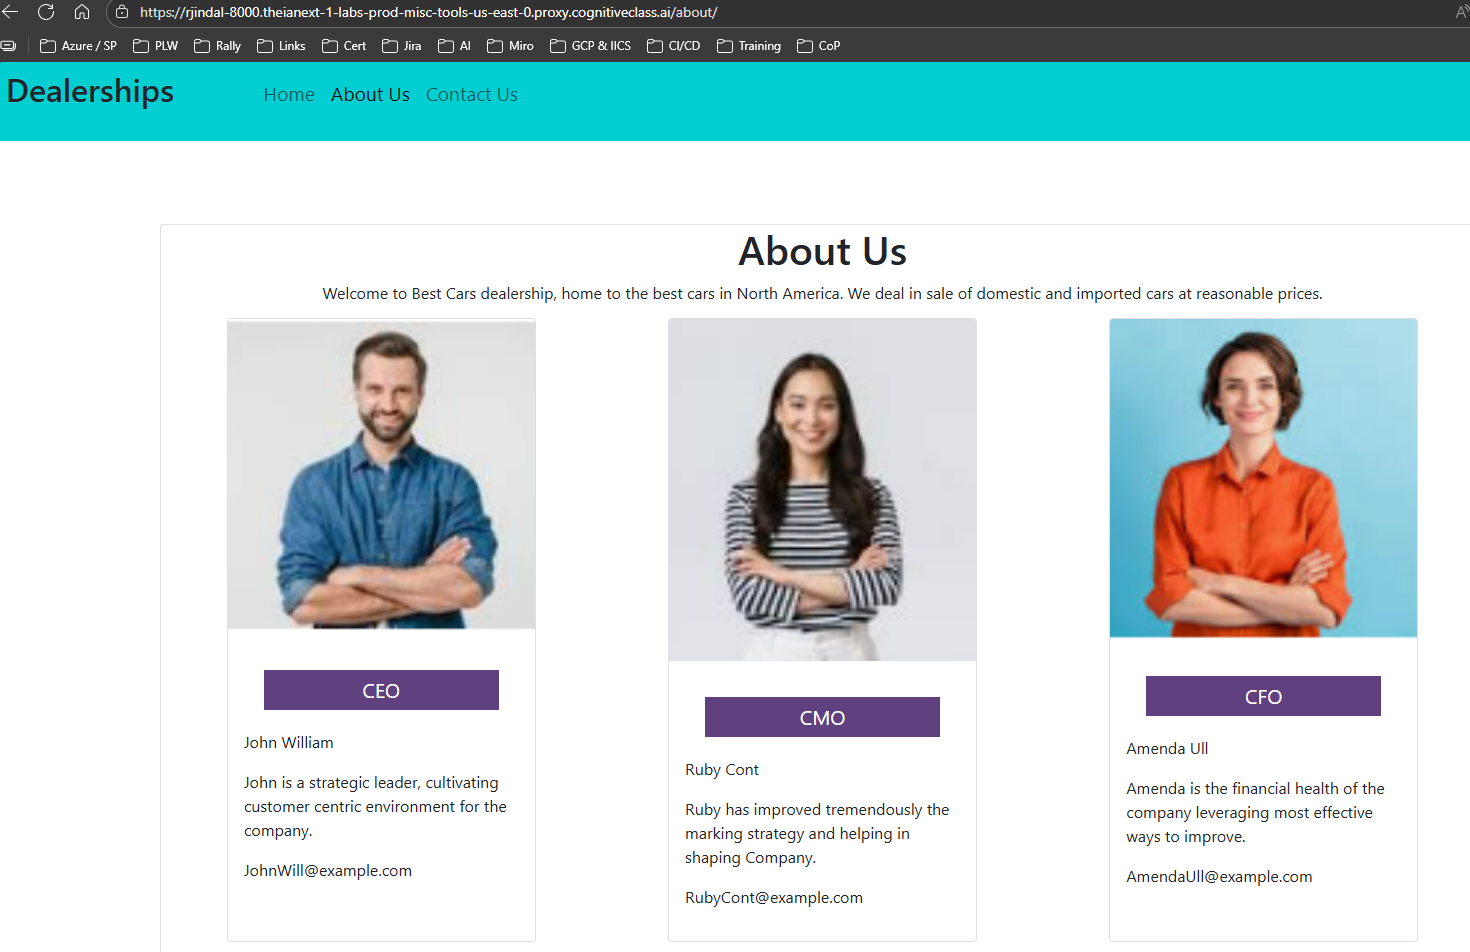 https://rjindal-8000.theianext-1-labs-prod-misc-tools-us-east-0.proxy.cognitiveclass.ai/about/
Azure / SP PLW Rally Links Cert Jira AI Miro GCP & IICS CI/CD Training CoP
Dealerships Home About Us Contact Us
About Us
Welcome to Best Cars dealership, home to the best cars in North America. We deal in sale of domestic and imported cars at reasonable prices.
CEO
John William
John is a strategic leader, cultivating
customer centric environment for the
company.
JohnWill@example.com
CMO
Ruby Cont
Ruby has improved tremendously the
marking strategy and helping in
shaping Company.
RubyCont@example.com
CFO
Amenda Ull
Amenda is the financial health of the
company leveraging most effective
ways to improve.
AmendaUll@example.com